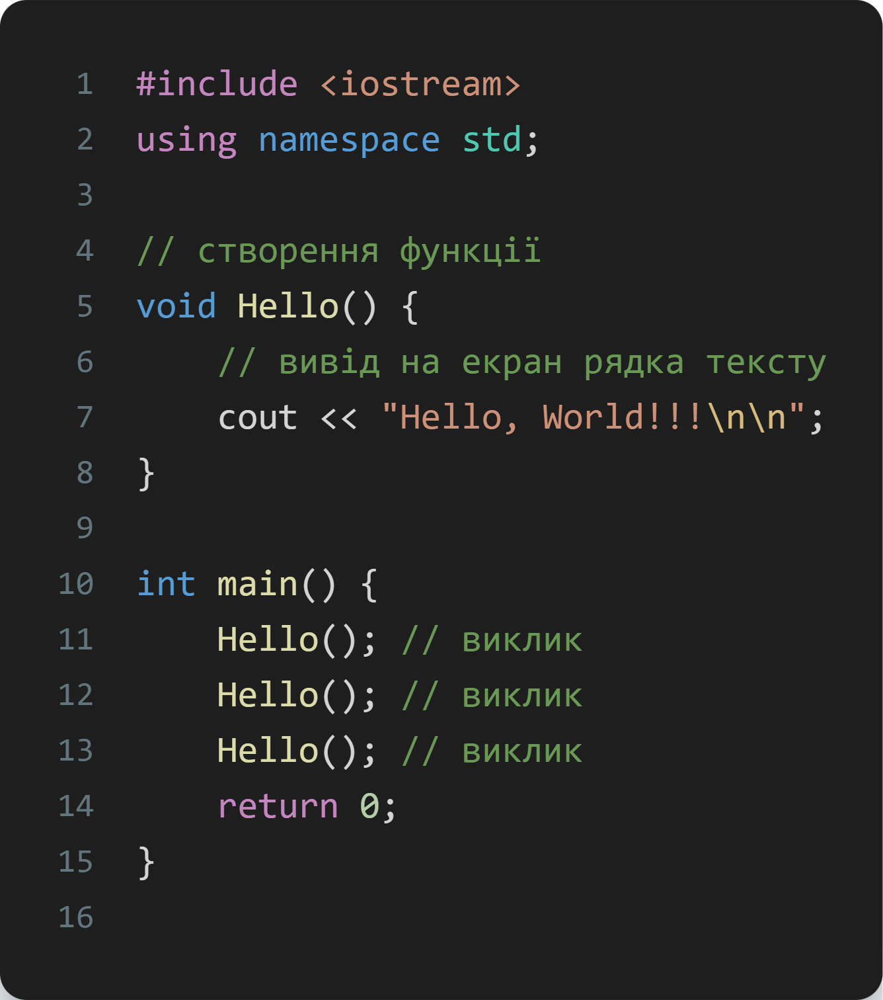 1 #include <iostream>
2 using namespace std;
3
4 // створення функції
5 void Hello() {
6     // вивід на екран рядка тексту
7     cout << "Hello, World!!!\n\n";
8 }
9
10 int main() {
11     Hello(); // виклик
12     Hello(); // виклик
13     Hello(); // виклик
14     return 0;
15 }
16